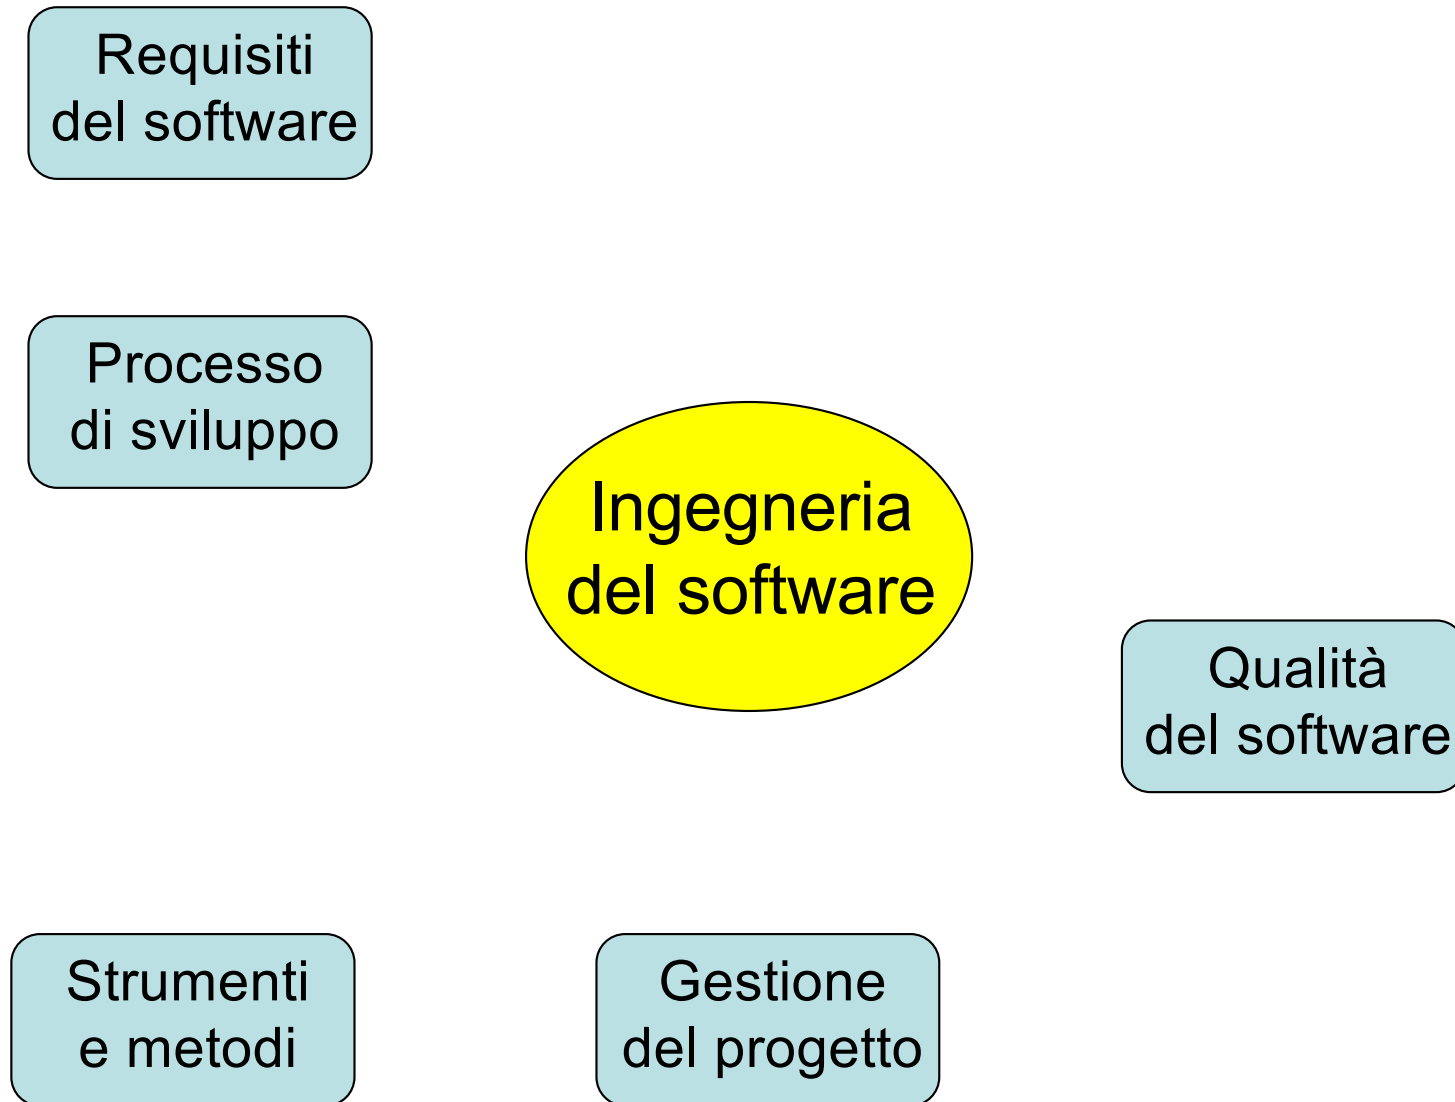 Requisiti
del software
Processo
di sviluppo
Ingegneria
del software
Qualità
del software
Strumenti
e metodi
Gestione
del progetto